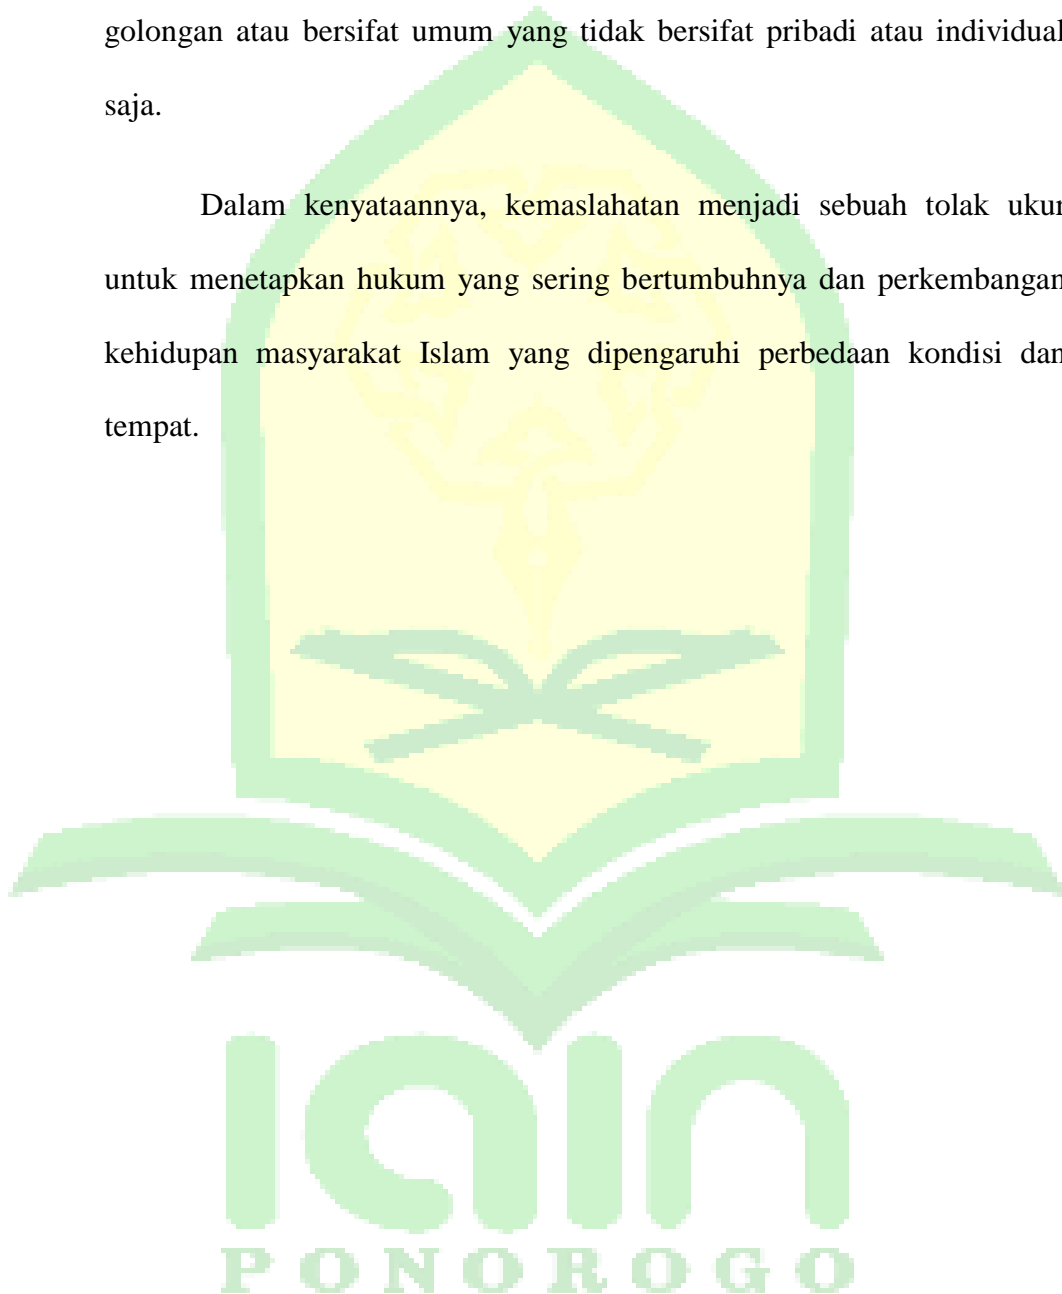 golongan atau bersifat umum yang tidak bersifat pribadi atau individual
saja.
Dalam kenyataannya, kemaslahatan menjadi sebuah tolak ukur
untuk menetapkan hukum yang sering bertumbuhnya dan perkembangan
kehidupan masyarakat Islam yang dipengaruhi perbedaan kondisi dan
tempat.
IAIN
PONOROGO